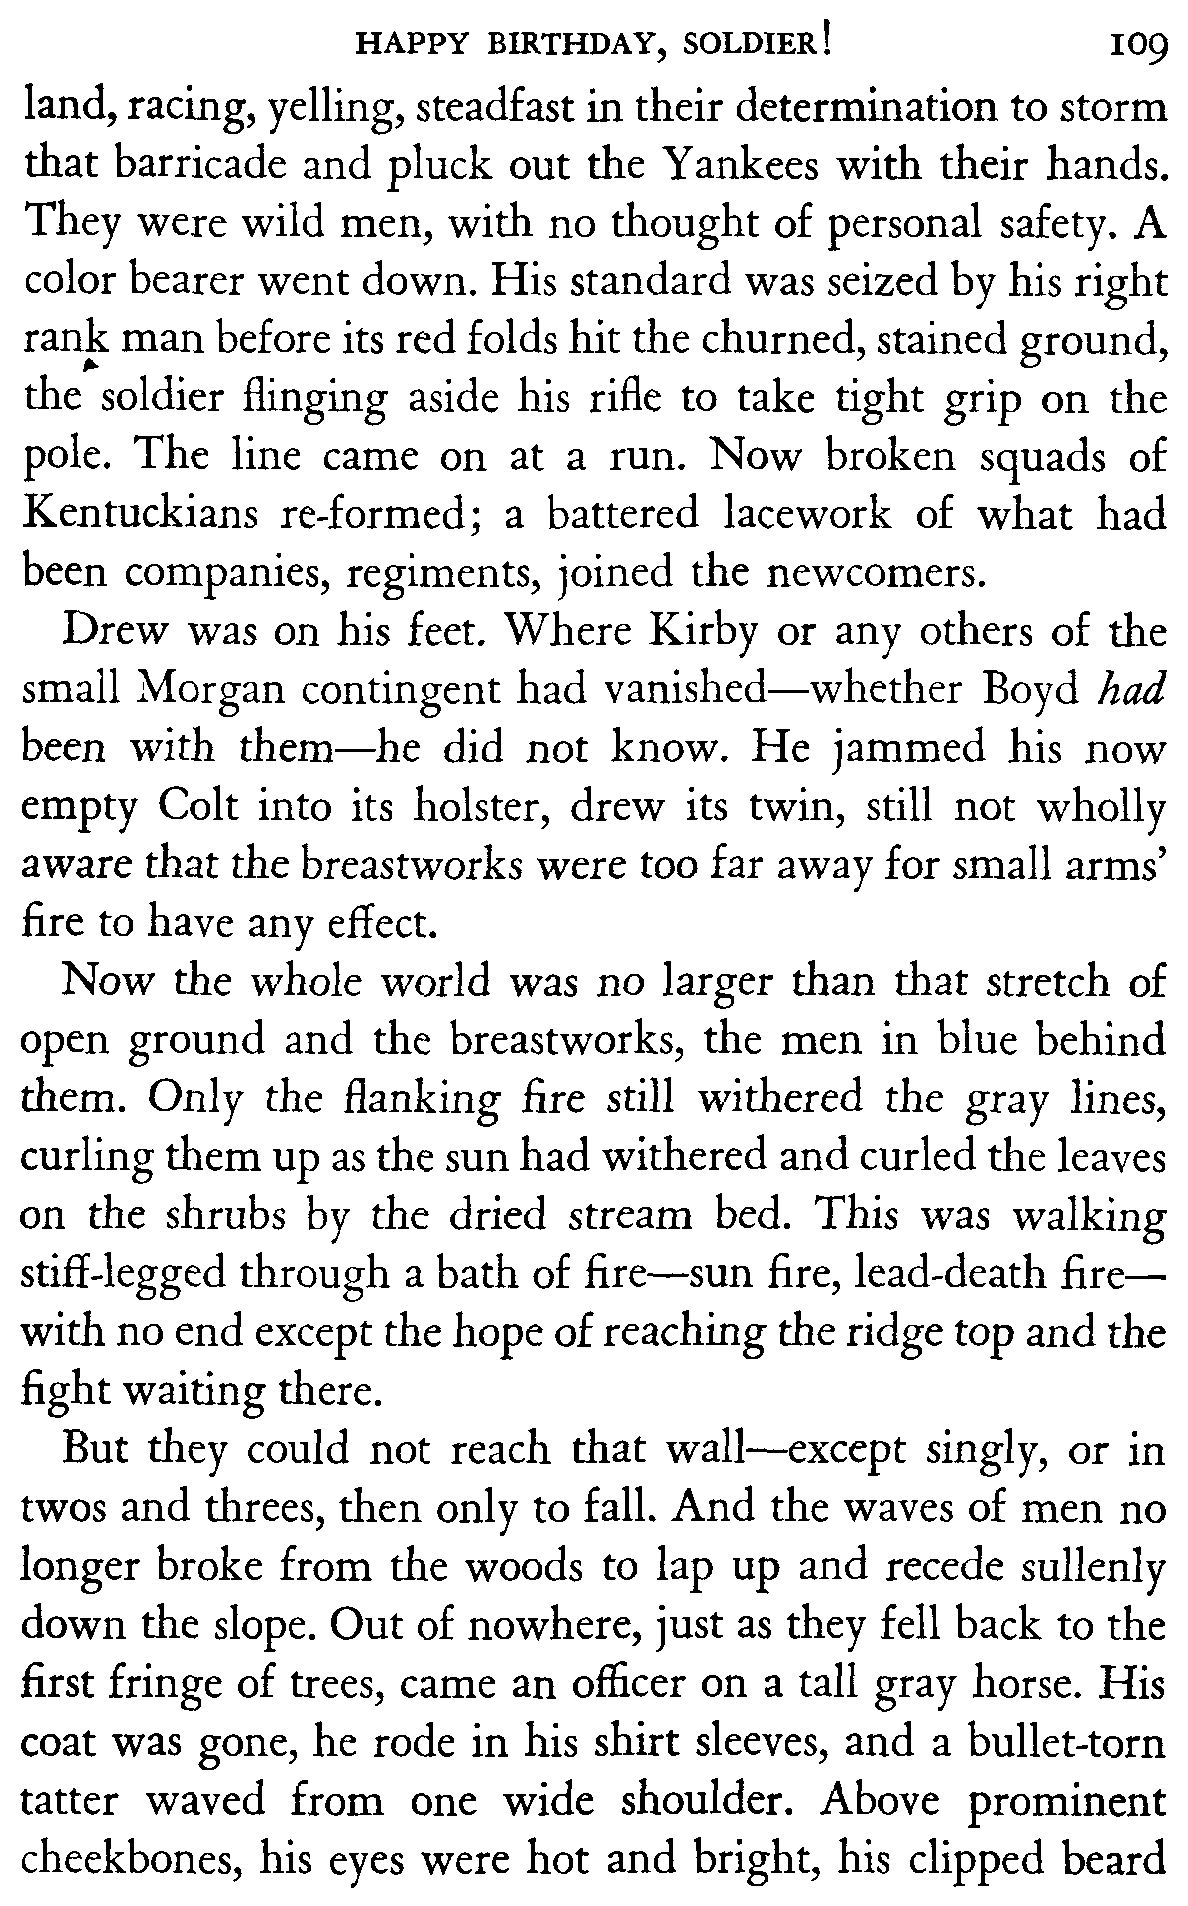 HAPPY BIRTHDAY, SOLDIER! 109
land, racing, yelling, steadfast in their determination to storm
that barricade and pluck out the Yankees with their hands.
They were wild men, with no thought of personal safety. A
color bearer went down. His standard was seized by his right
rank man before its red folds hit the churned, stained ground,
the soldier flinging aside his rifle to take tight grip on the
pole. The line came on at a run. Now broken squads of
Kentuckians re-formed; a battered lacework of what had
been companies, regiments, joined the newcomers.
Drew was on his feet. Where Kirby or any others of the
small Morgan contingent had vanished—whether Boyd had
been with them—he did not know. He jammed his now
empty Colt into its holster, drew its twin, still not wholly
aware that the breastworks were too far away for small arms’
fire to have any effect.
Now the whole world was no larger than that stretch of
open ground and the breastworks, the men in blue behind
them. Only the flanking fire still withered the gray lines,
curling them up as the sun had withered and curled the leaves
on the shrubs by the dried stream bed. This was walking
stiff-legged through a bath of fire—sun fire, lead-death fire—
with no end except the hope of reaching the ridge top and the
fight waiting there.
But they could not reach that wall—except singly, or in
twos and threes, then only to fall. And the waves of men no
longer broke from the woods to lap up and recede sullenly
down the slope. Out of nowhere, just as they fell back to the
first fringe of trees, came an officer on a tall gray horse. His
coat was gone, he rode in his shirt sleeves, and a bullet-torn
tatter waved from one wide shoulder. Above prominent
cheekbones, his eyes were hot and bright, his clipped beard